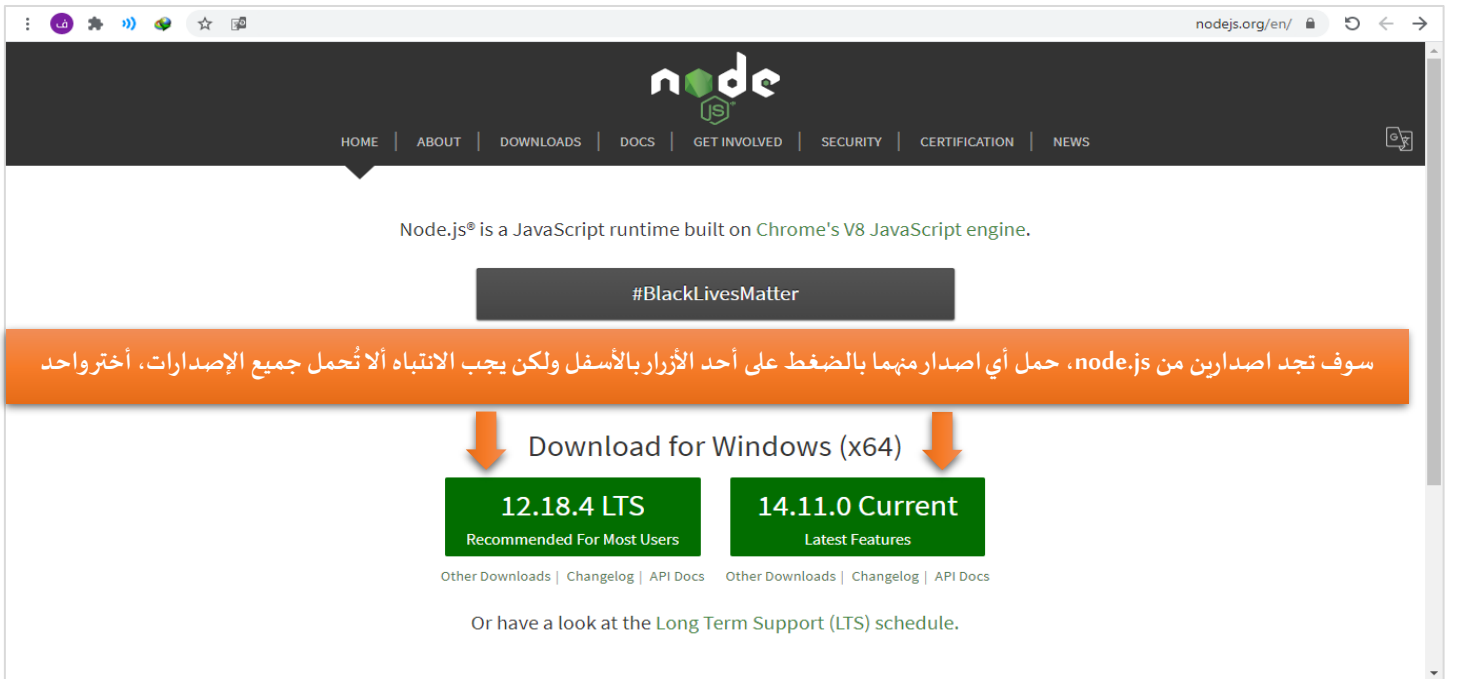 ف
nodejs.org/en/
node
JS
HOME | ABOUT | DOWNLOADS | DOCS | GET INVOLVED | SECURITY | CERTIFICATION | NEWS
Node.js® is a JavaScript runtime built on Chrome's V8 JavaScript engine.
#BlackLivesMatter
سوف تجد اصدارين من node.js، حمل أي اصدار منهما بالضغط على أحد الأزرار بالأسفل ولكن يجب الانتباه ألا تُحمل جميع الإصدارات، أختر واحد
Download for Windows (x64)
12.18.4 LTS
Recommended For Most Users
Other Downloads | Changelog | API Docs
14.11.0 Current
Latest Features
Other Downloads | Changelog | API Docs
Or have a look at the Long Term Support (LTS) schedule.